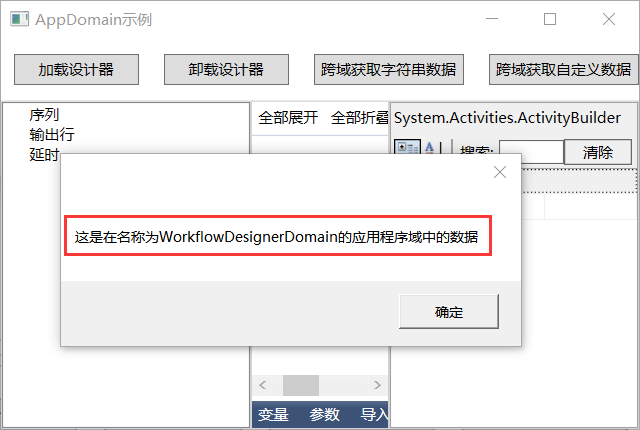 AppDomain示例
加载设计器 卸载设计器 跨域获取字符串数据 跨域获取自定义数据
序列
输出行
延时
全部展开 全部折叠
System.Activities.ActivityBuilder
搜索: 清除
这是在名称为WorkflowDesignerDomain的应用程序域中的数据
确定
变量 参数 导入